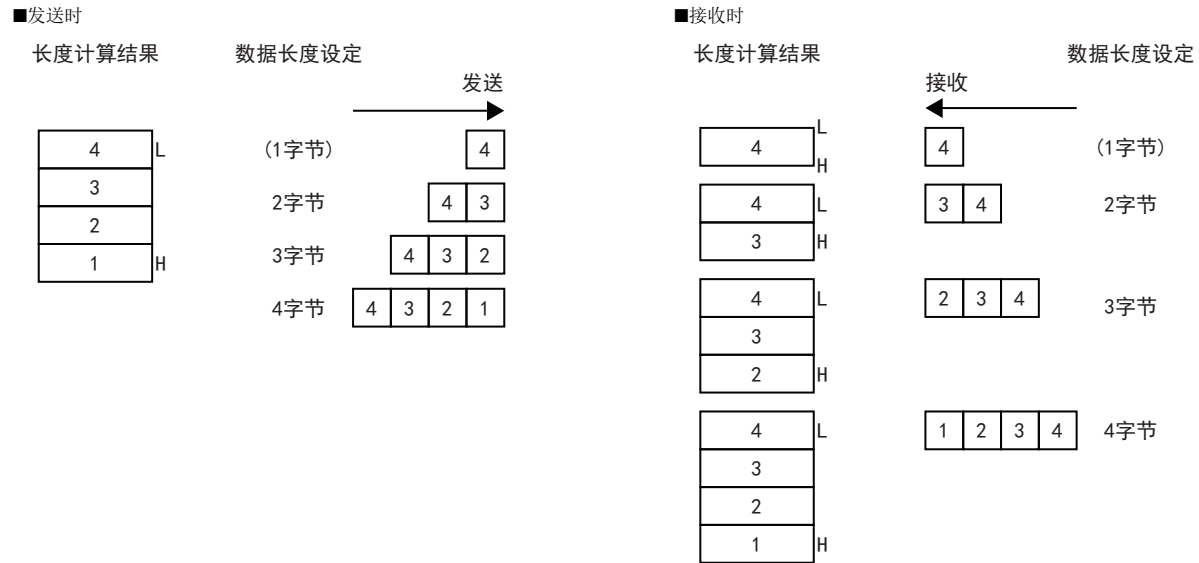 ■发送时
长度计算结果 数据长度设定
发送
4 L (1字节) 4
3
2字节 4 3
2
3字节 4 3 2
1 H
4字节 4 3 2 1
■接收时
长度计算结果 数据长度设定
接收
L
4 4 (1字节)
H
4 L 3 4 2字节
3 H
4 L 2 3 4 3字节
3
2 H
4 L 1 2 3 4 4字节
3
2
1 H